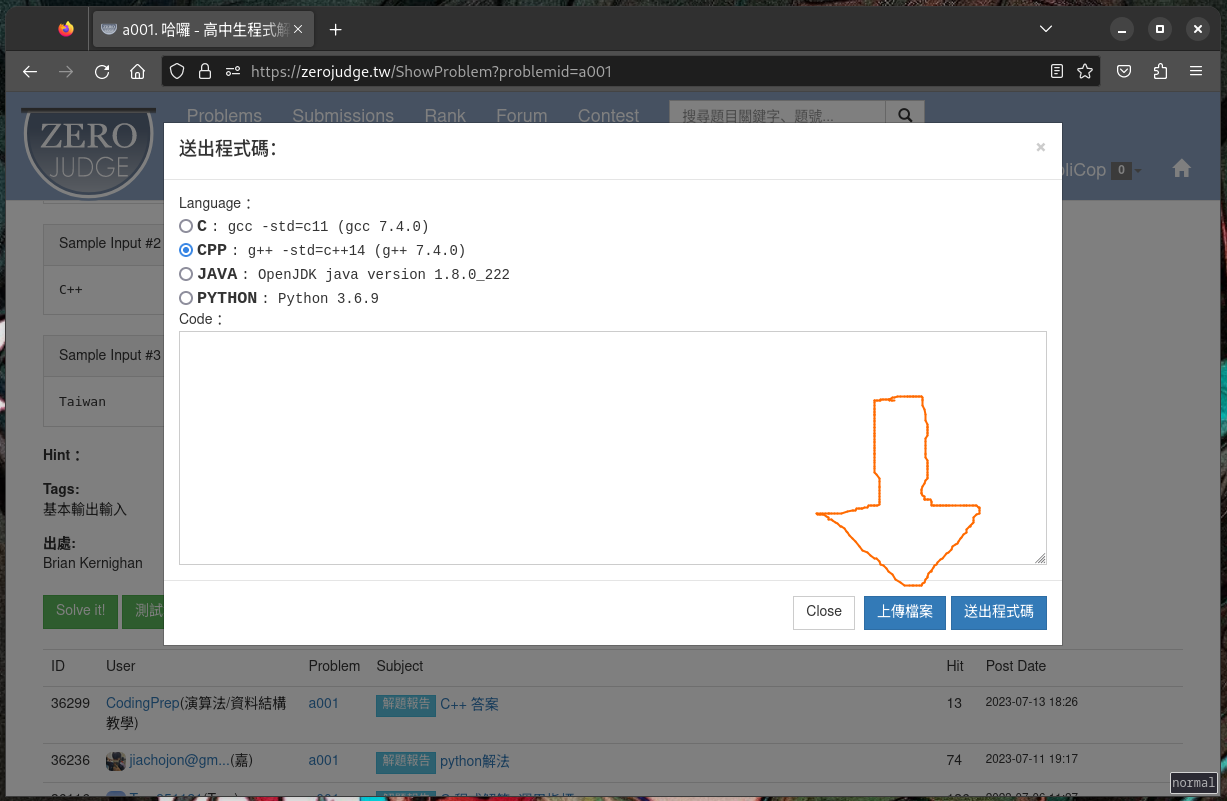 a001. 哈囉 - 高中生程式解
https://zerojudge.tw/ShowProblem?problemid=a001
ZERO
JUDGE
Problems Submissions Rank Forum Contest 搜尋題目關鍵字、題號...
liCop 0
送出程式碼： ×
Language：
C： gcc -std=c11 (gcc 7.4.0)
CPP： g++ -std=c++14 (g++ 7.4.0)
JAVA： OpenJDK java version 1.8.0_222
PYTHON： Python 3.6.9
Code：
Sample Input #2
C++
Sample Input #3
Taiwan
Hint：
Tags:
基本輸出輸入
出處:
Brian Kernighan
Solve it! 測試
Close 上傳檔案 送出程式碼
ID User Problem Subject Hit Post Date
36299 CodingPrep(演算法/資料結構教學) a001 解題報告 C++ 答案 13 2023-07-13 18:26
36236 jiachojon@gm...(嘉) a001 解題報告 python解法 74 2023-07-11 19:17
normal